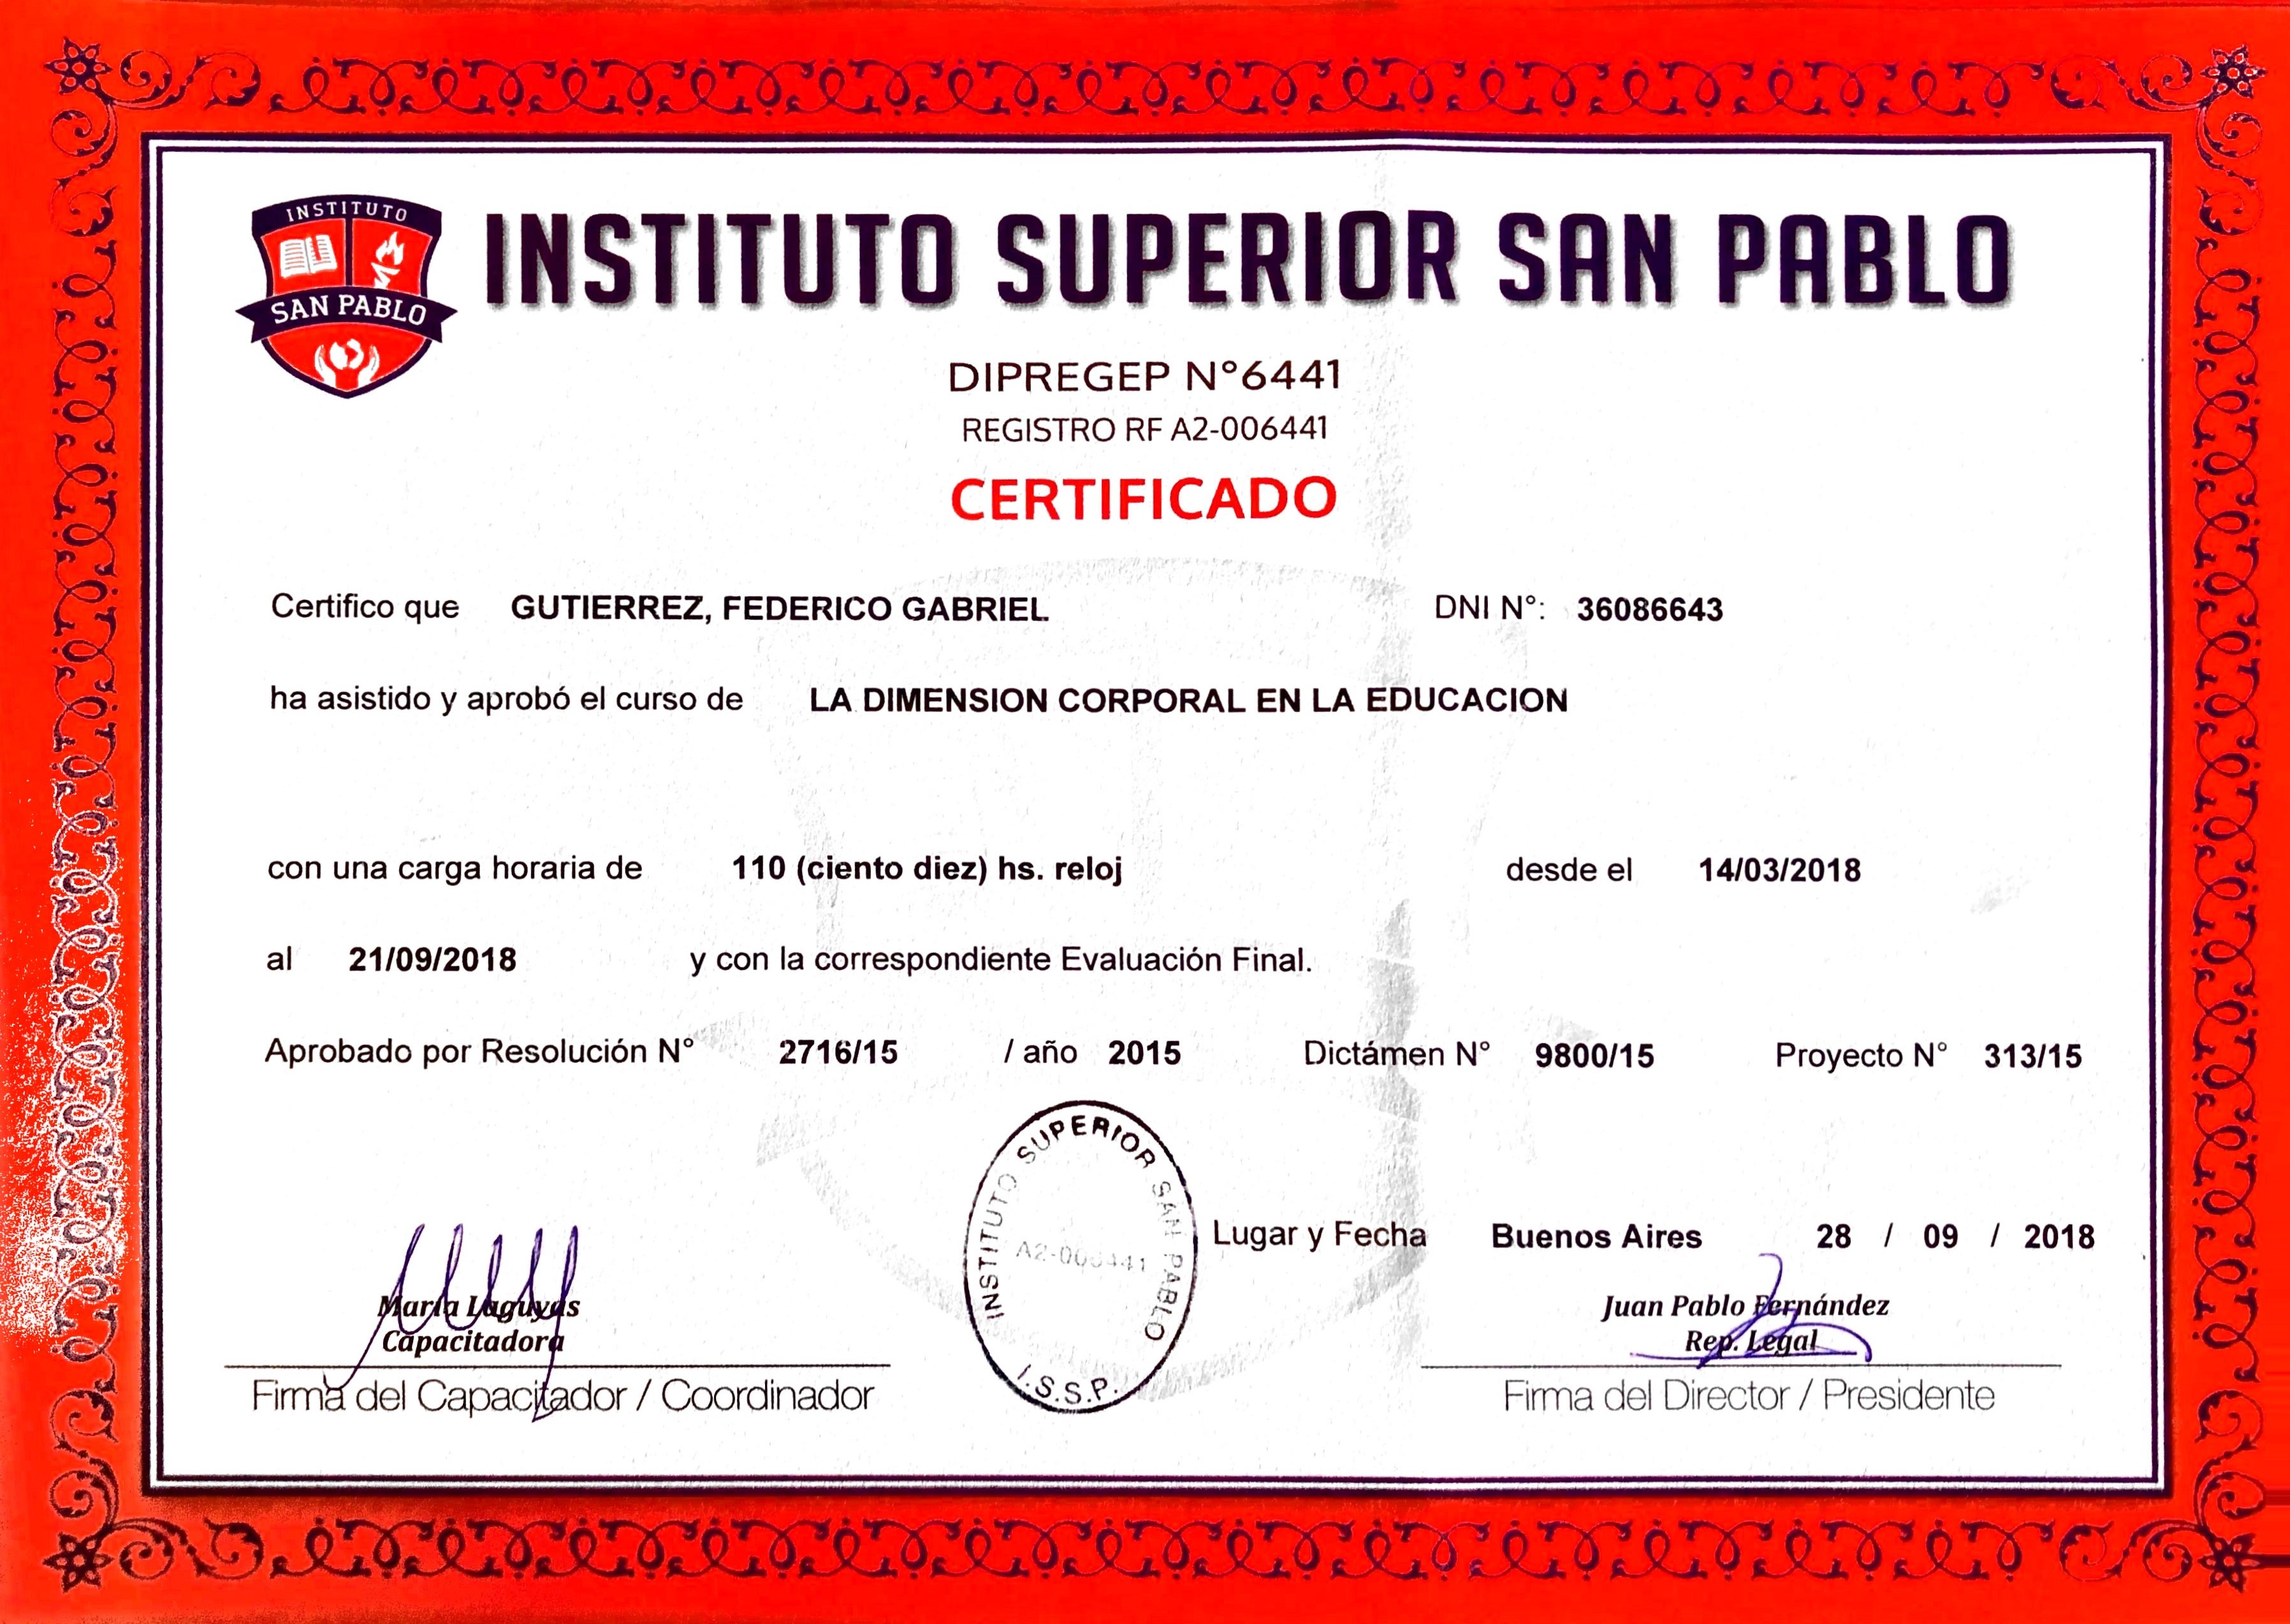 INSTITUTO
SAN PABLO
INSTITUTO SUPERIOR SAN PABLO
DIPREGEP N°6441
REGISTRO RF A2-006441
CERTIFICADO
Certifico que GUTIERREZ, FEDERICO GABRIEL DNI N°: 36086643
ha asistido y aprobó el curso de LA DIMENSION CORPORAL EN LA EDUCACION
con una carga horaria de 110 (ciento diez) hs. reloj desde el 14/03/2018
al 21/09/2018 y con la correspondiente Evaluación Final.
Aprobado por Resolución N° 2716/15 / año 2015 Dictámen N° 9800/15 Proyecto N° 313/15
INSTITUTO SUPERIOR SAN PABLO
A2-006441
I.S.S.P.
Lugar y Fecha Buenos Aires 28 / 09 / 2018
María Laguyas
Capacitadora
Firma del Capacitador / Coordinador
Juan Pablo Fernández
Rep. Legal
Firma del Director / Presidente